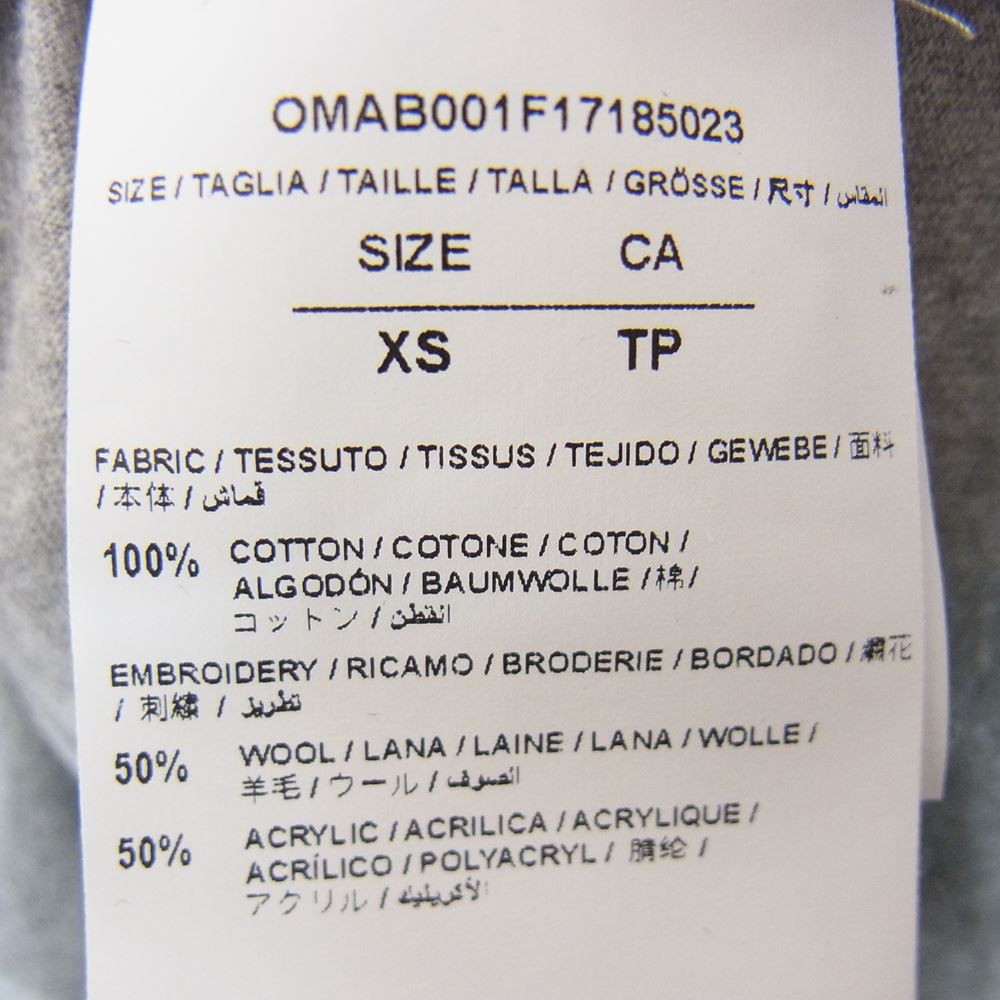 OMAB001F17185023
SIZE / TAGLIA / TAILLE / TALLA / GRÖSSE / 尺寸 / المقاس
SIZE CA
XS TP
FABRIC / TESSUTO / TISSUS / TEJIDO / GEWEBE / 面料
/ 本体 / قماش
100% COTTON / COTONE / COTON /
ALGODÓN / BAUMWOLLE / 棉 /
コットン / القطن
EMBROIDERY / RICAMO / BRODERIE / BORDADO / 繡花
/ 刺繍 / تطريز
50% WOOL / LANA / LAINE / LANA / WOLLE /
羊毛 / ウール / الصوف
50% ACRYLIC / ACRILICA / ACRYLIQUE /
ACRÍLICO / POLYACRYL / 腈纶 /
アクリル / الأكريليك